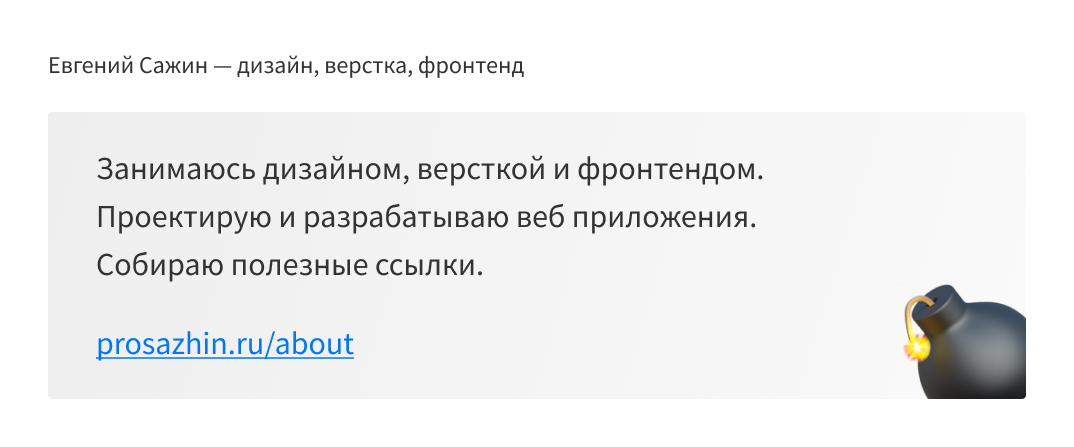 Евгений Сажин — дизайн, верстка, фронтенд
Занимаюсь дизайном, версткой и фронтендом.
Проектирую и разрабатываю веб приложения.
Собираю полезные ссылки.
prosazhin.ru/about